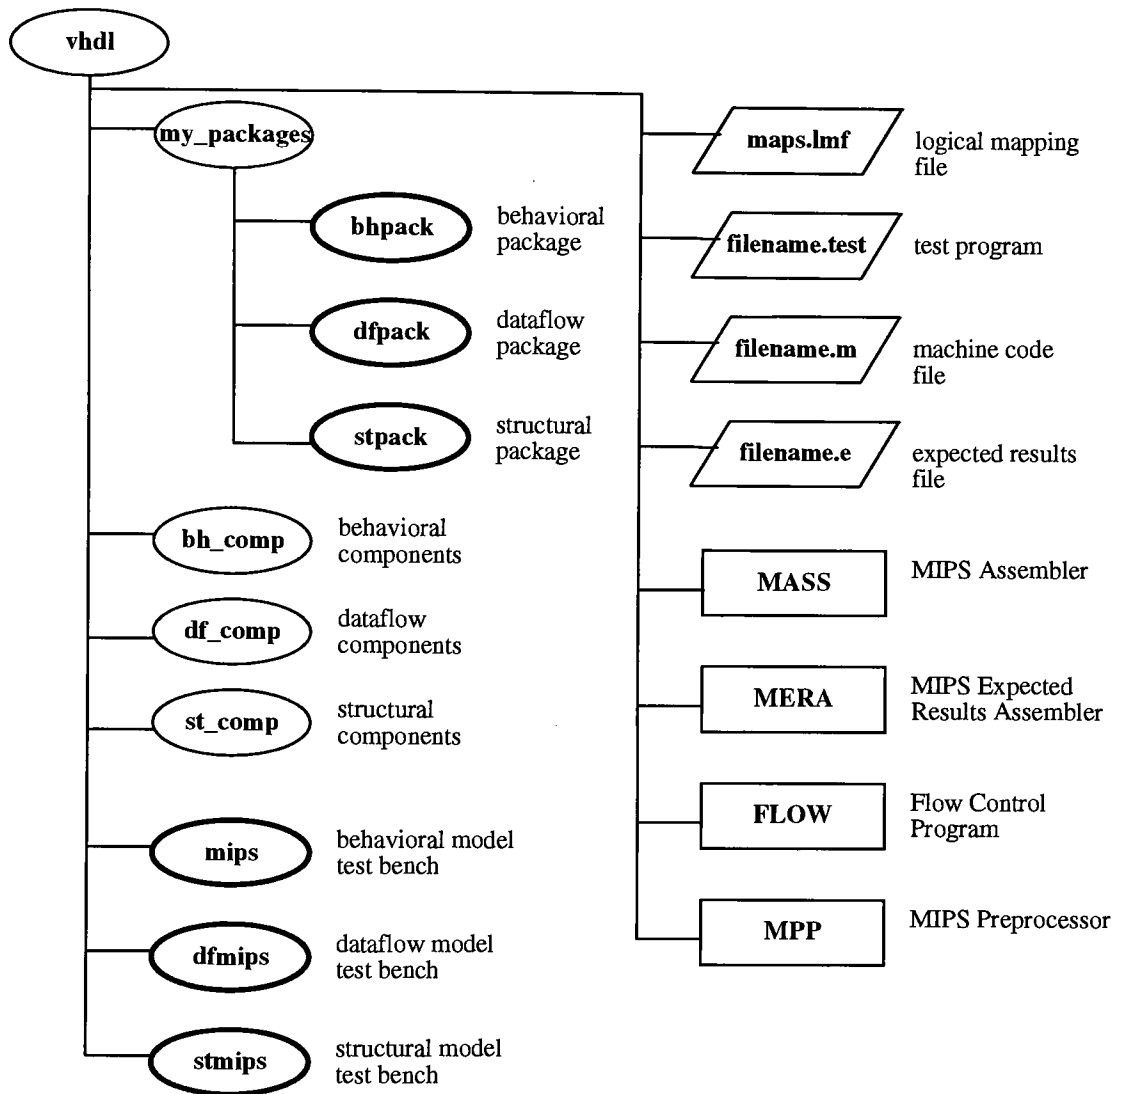 vhdl
my_packages
bhpack
behavioral
package
dfpack
dataflow
package
stpack
structural
package
bh_comp
behavioral
components
df_comp
dataflow
components
st_comp
structural
components
mips
behavioral model
test bench
dfmips
dataflow model
test bench
stmips
structural model
test bench
maps.lmf
logical mapping
file
filename.test
test program
filename.m
machine code
file
filename.e
expected results
file
MASS
MIPS Assembler
MERA
MIPS Expected
Results Assembler
FLOW
Flow Control
Program
MPP
MIPS Preprocessor